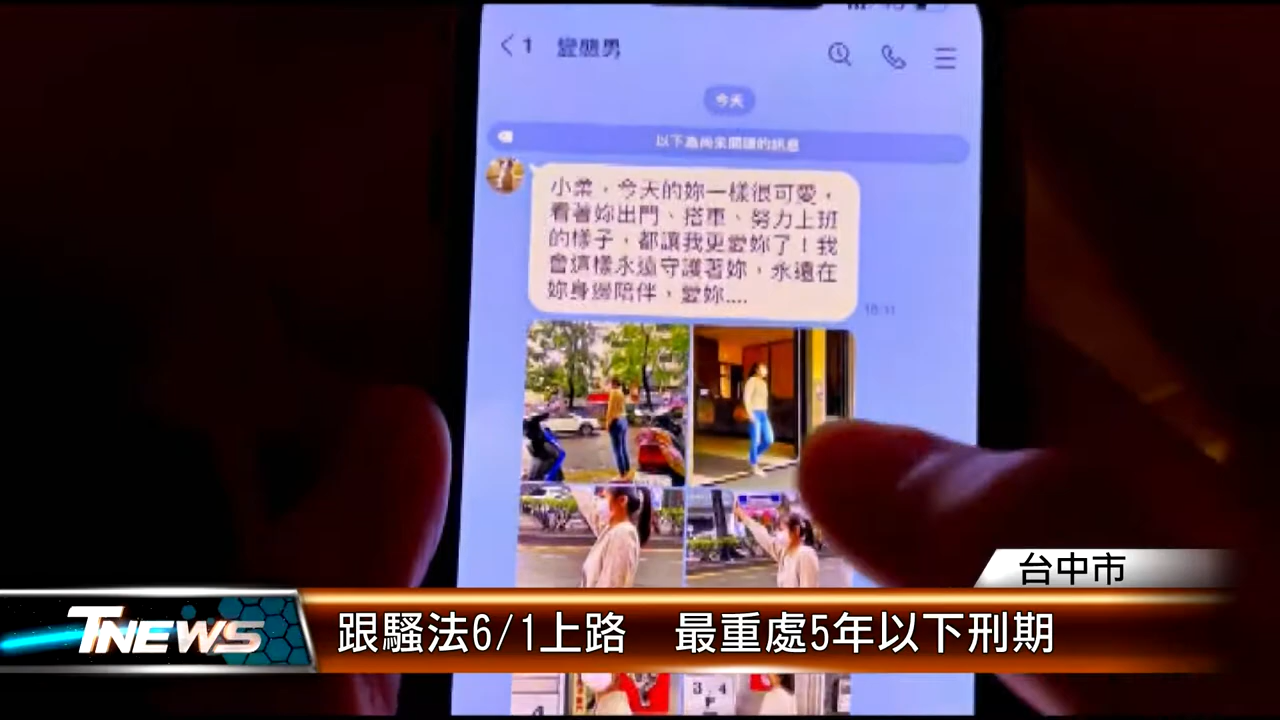 1 變態男
今天
以下為尚未閱讀的訊息
小柔，今天的妳一樣很可愛，
看著妳出門、搭車、努力上班
的樣子，都讓我更愛妳了！我
會這樣永遠守護著妳，永遠在
妳身邊陪伴，愛妳....
台中市
TNEWS
跟騷法6/1上路 最重處5年以下刑期
4
3 4
F